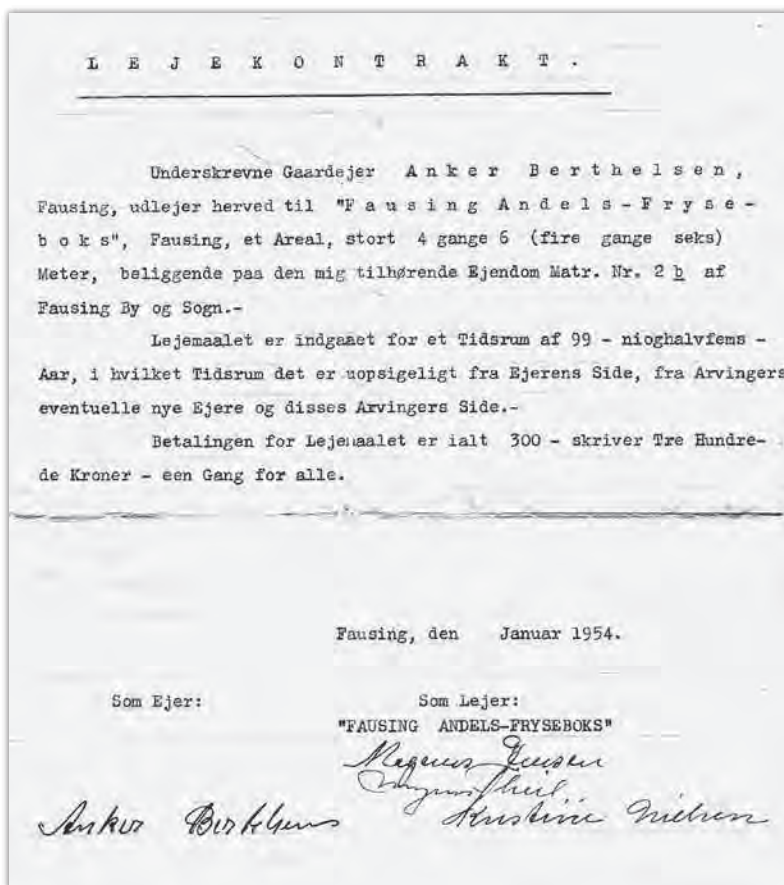 L E J E K O N T R A K T .
Underskrevne Gaardejer A n k e r B e r t h e l s e n ,
Fausing, udlejer herved til "F a u s i n g A n d e l s - F r y s e -
b o k s", Fausing, et Areal, stort 4 gange 6 (fire gange seks)
Meter, beliggende paa den mig tilhørende Ejendom Matr. Nr. 2 b af
Fausing By og Sogn.-
Lejemaalet er indgaaet for et Tidsrum af 99 - nioghalvfems -
Aar, i hvilket Tidsrum det er uopsigeligt fra Ejerens Side, fra Arvingers
eventuelle nye Ejere og disses Arvingers Side.-
Betalingen for Lejemaalet er ialt 300 - skriver Tre Hundre-
de Kroner - een Gang for alle.
Fausing, den Januar 1954.
Som Ejer:
Som Lejer:
"FAUSING ANDELS-FRYSEBOKS"
Magnus Jensen
Kristine Nielsen
Anker